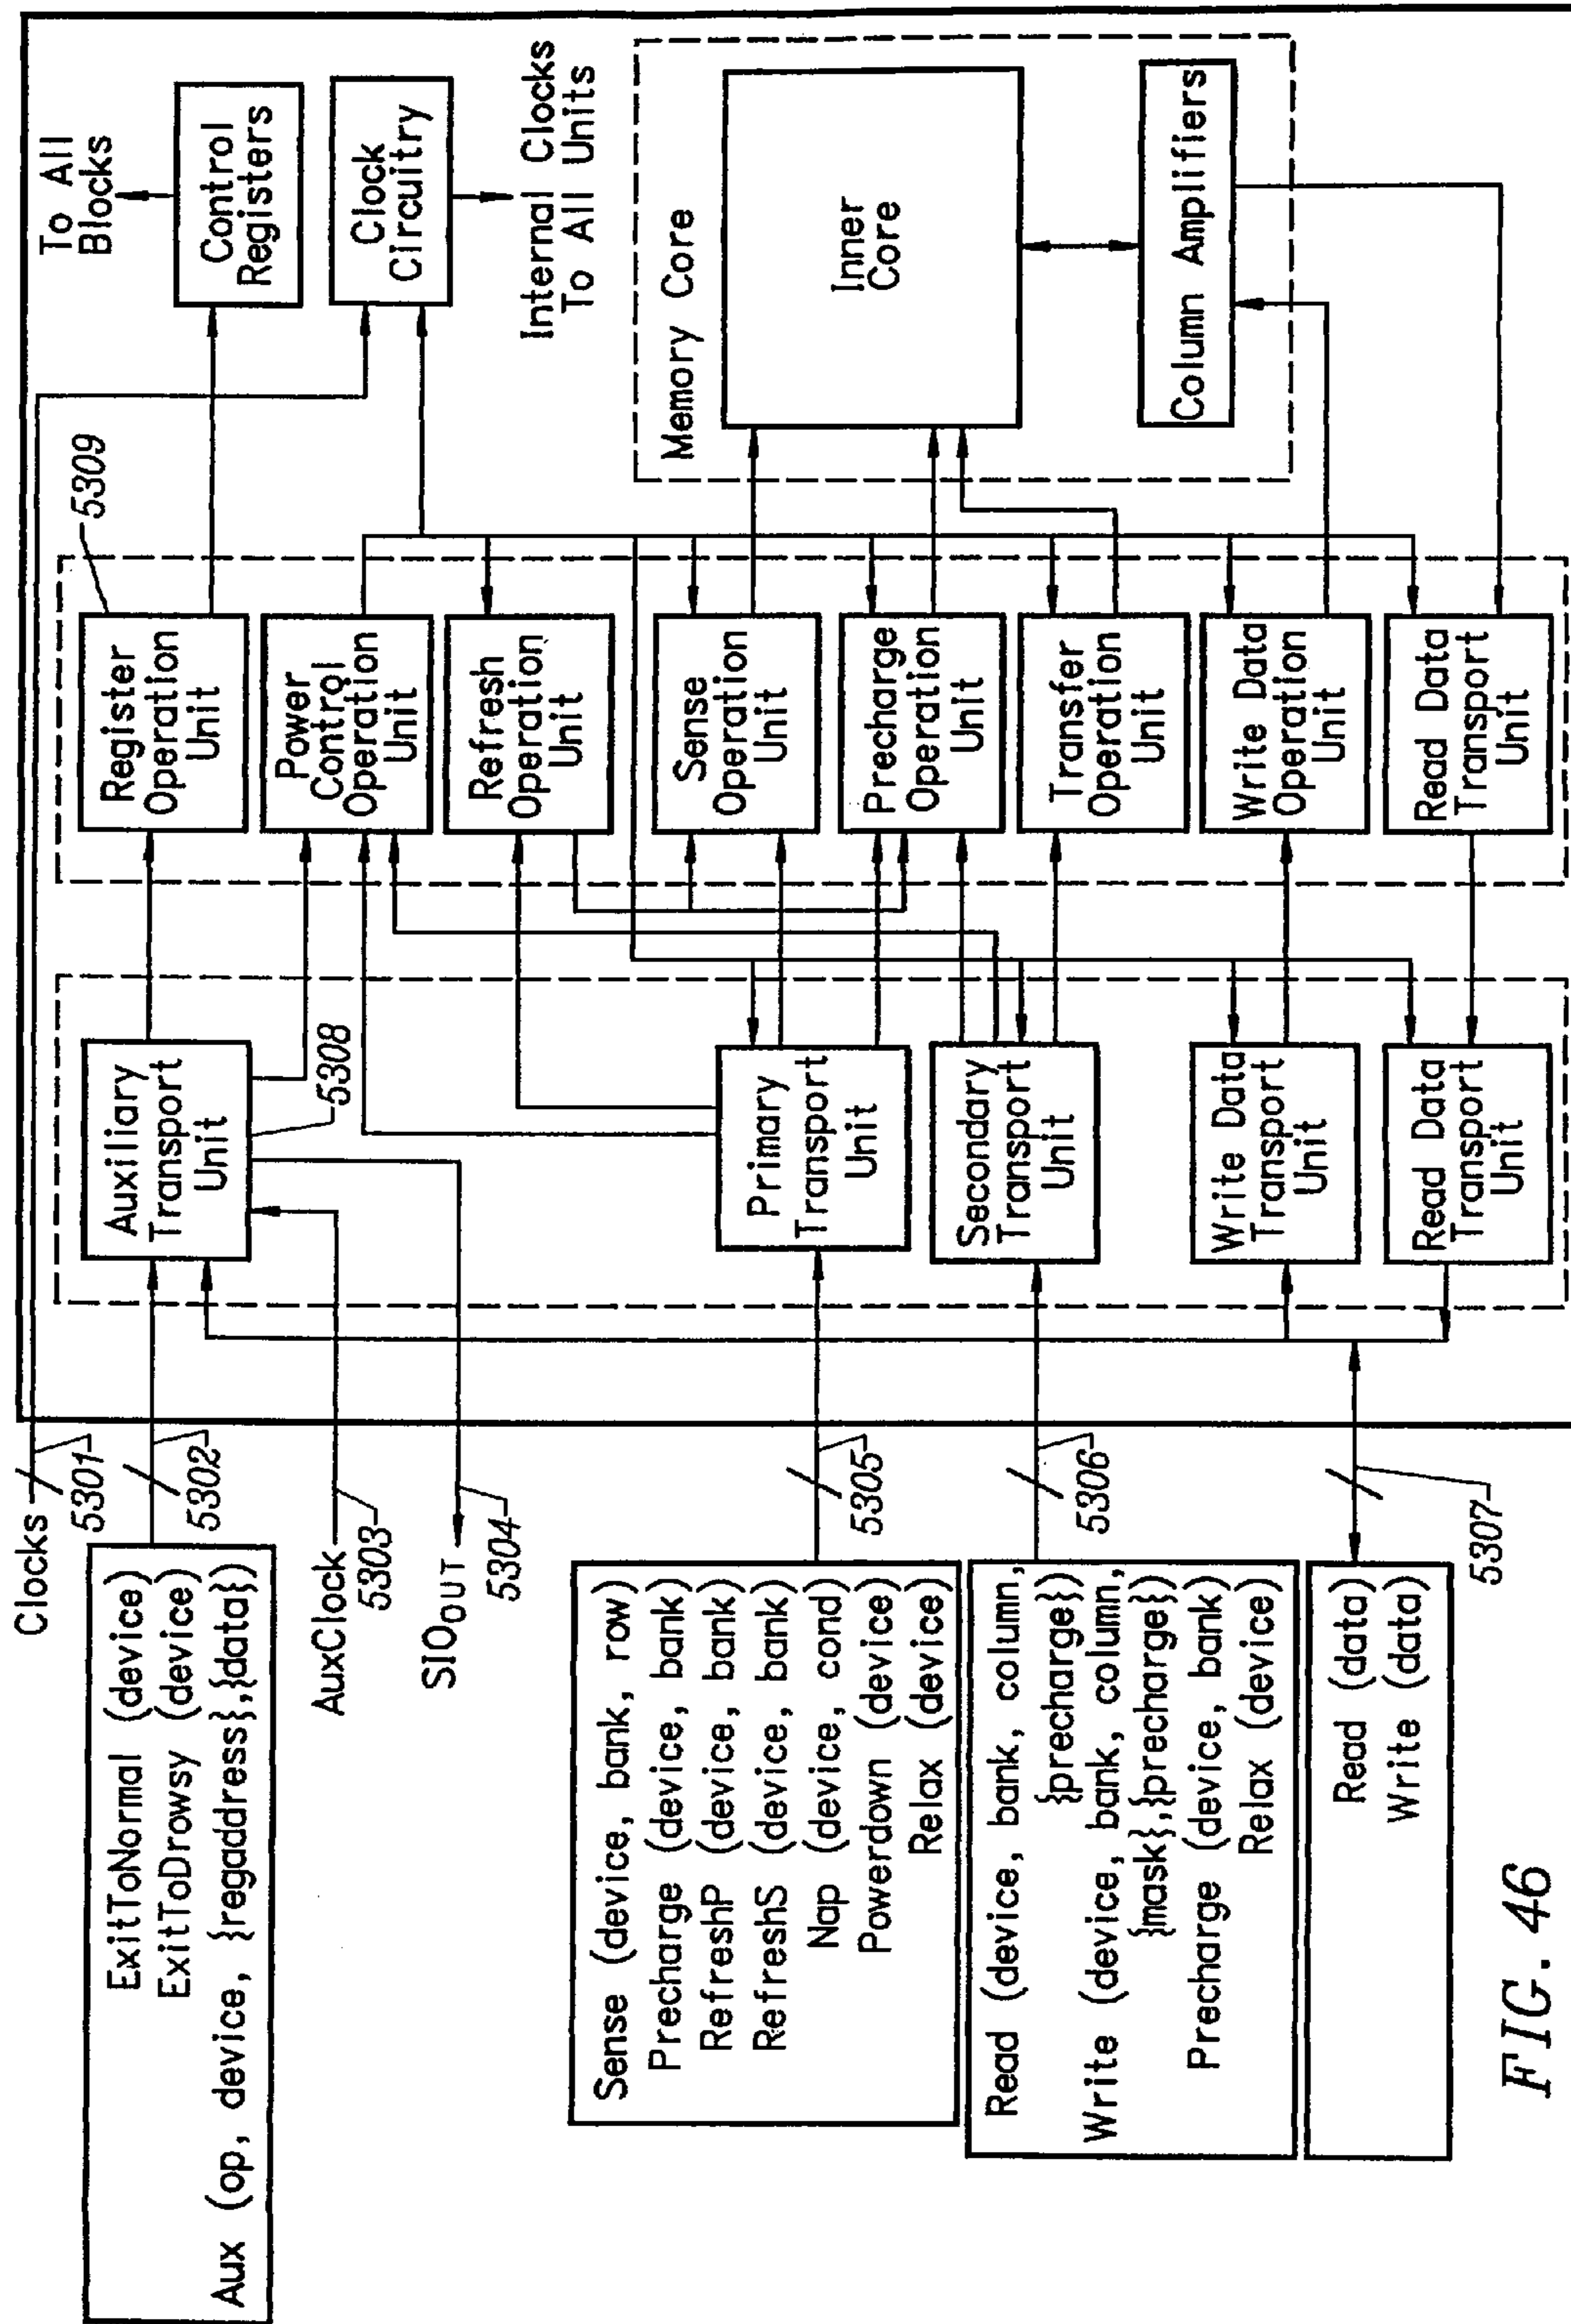 Clocks
5301
ExitToNormal (device)
ExitToDrowsy (device)
Aux (op, device, {regaddress},{data})
5302
AuxClock
5303
SIO OUT
5304
Sense (device, bank, row)
Precharge (device, bank)
RefreshP (device, bank)
RefreshS (device, bank)
Nap (device, cond)
Powerdown (device)
Relax (device)
5305
Read (device, bank, column,
{precharge})
Write (device, bank, column,
{mask},{precharge})
Precharge (device, bank)
Relax (device)
5306
Read (data)
Write (data)
5307
Auxiliary
Transport
Unit
5308
Primary
Transport
Unit
Secondary
Transport
Unit
Write Data
Transport
Unit
Read Data
Transport
Unit
5309
Register
Operation
Unit
Power
Control
Operation
Unit
Refresh
Operation
Unit
Sense
Operation
Unit
Precharge
Operation
Unit
Transfer
Operation
Unit
Write Data
Operation
Unit
Read Data
Transport
Unit
To All
Blocks
Control
Registers
Clock
Circuitry
Internal Clocks
To All Units
Memory Core
Inner
Core
Column Amplifiers
FIG. 46